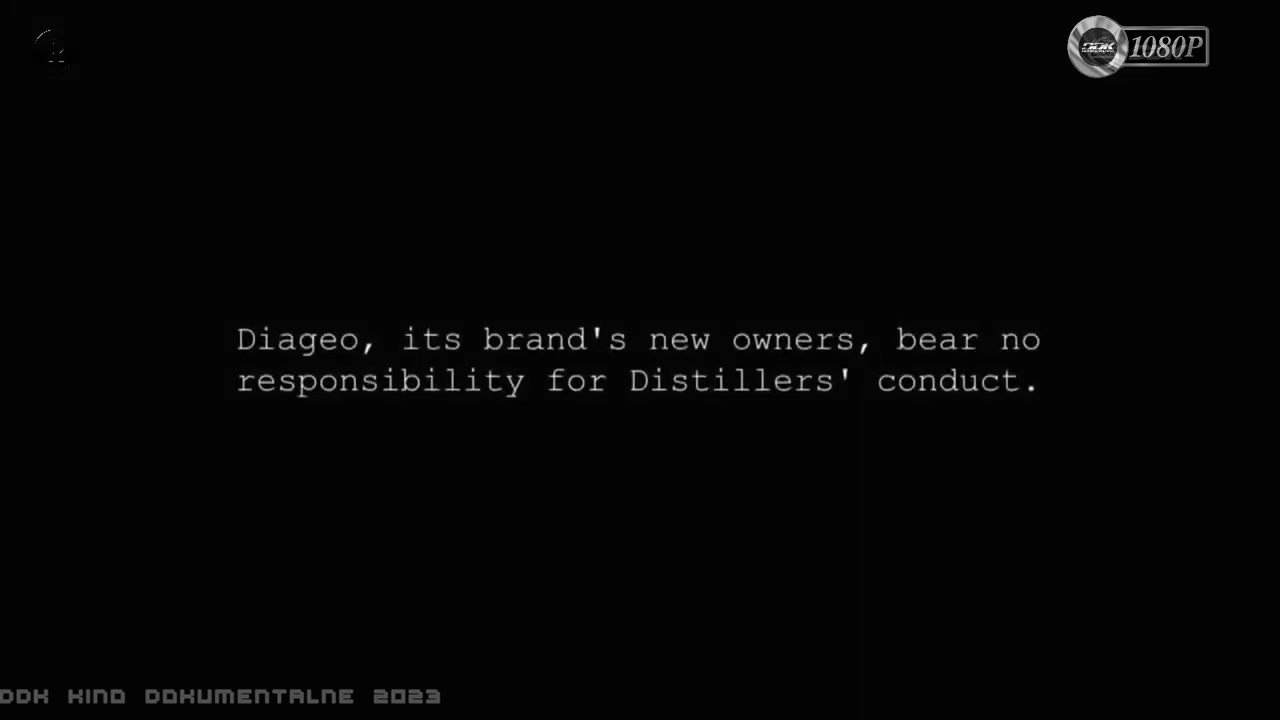 1080P
Diageo, its brand's new owners, bear no
responsibility for Distillers' conduct.
DDK KINO DOKUMENTALNE 2023